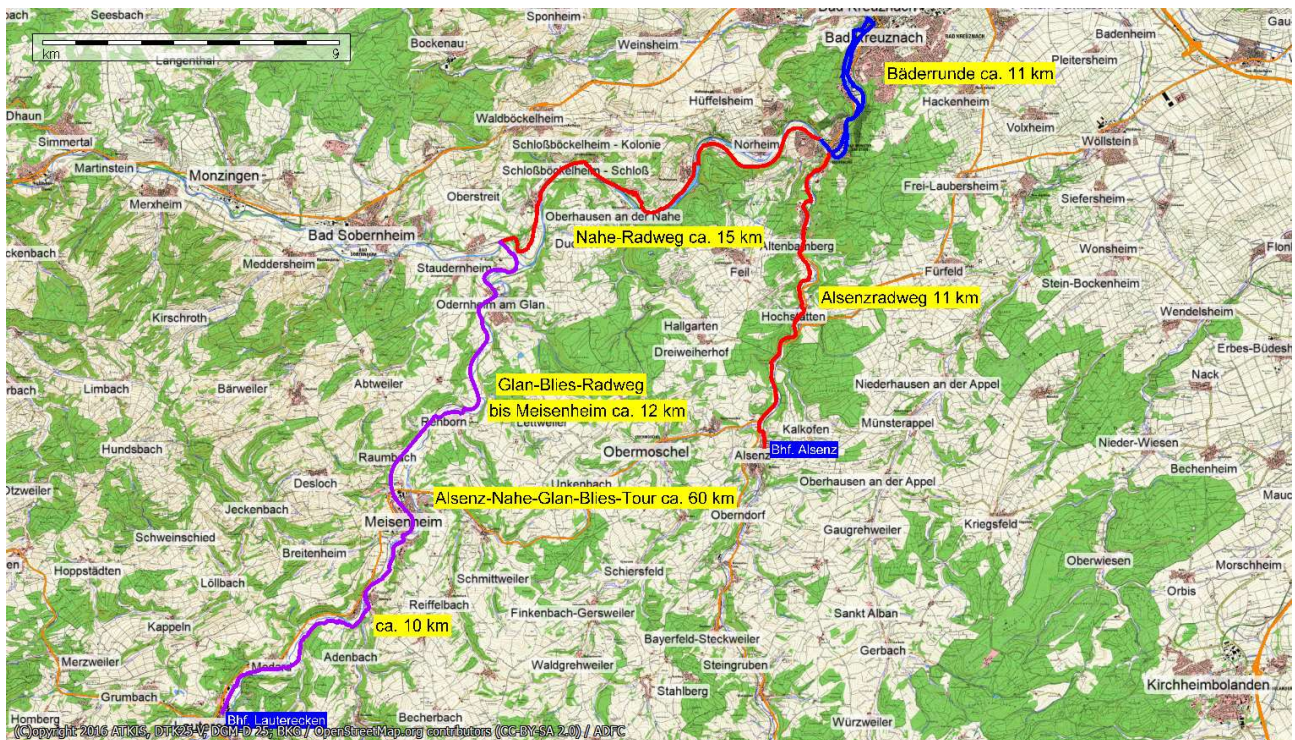 Seesbach
Sponheim
Bad Kreuznach
Bockenau
Weinsheim
Bad Kreuznach
BAD KREUZNACH
Badenheim
Pleitersheim
km
9
Langenthal
Bäderrunde ca. 11 km
Dhaun
Hüffelsheim
Hackenheim
Simmertal
Waldböckelheim
Volxheim
Wöllstein
Martinstein
Monzingen
Schloßböckelheim - Kolonie
Norheim
Schloßböckelheim - Schloß
Merxheim
Oberstreit
Frei-Laubersheim
Siefersheim
Oberhausen an der Nahe
Bad Sobernheim
Nahe-Radweg ca. 15 km
Altenbamberg
Wonsheim
Meddersheim
Staudernheim
Feil
Fürfeld
Stein-Bockenheim
Odernheim am Glan
Alsenzradweg 11 km
Kirschroth
Hallgarten
Hochstätten
Wendelsheim
Dreiweiherhof
Erbes-Büdesh
Limbach
Bärweiler
Abtweiler
Glan-Blies-Radweg
Niederhausen an der Appel
Nack
bis Meisenheim ca. 12 km
Rehborn
Lettweiler
Münsterappel
Hundsbach
Kalkofen
Nieder-Wiesen
Raumbach
Obermoschel
Alsenz
Bhf. Alsenz
Bechenheim
Otzweiler
Desloch
Unkenbach
Oberhausen an der Appel
Jeckenbach
Alsenz-Nahe-Glan-Blies-Tour ca. 60 km
Oberndorf
Kriegsfeld
Meisenheim
Gaugrehweiler
Schweinschied
Breitenheim
Oberwiesen
Hoppstädten
Löllbach
Schmittweiler
Schiersfeld
Morschheim
Orbis
Reiffelbach
Finkenbach-Gersweiler
Sankt Alban
Kappeln
ca. 10 km
Bayerfeld-Steckweiler
Gerbach
Merzweiler
Adenbach
Waldgrehweiler
Steingruben
Kirchheimbolanden
Grumbach
Stahlberg
Homberg
Bhf. Lauterecken
Becherbach
Würzweiler
(C)opyright 2016 ATKIS, DTK25-V, DGM-D 25, BKG / OpenStreetMap.org contributors (CC-BY-SA 2.0) / ADFC